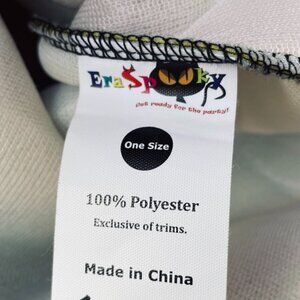 EraSpooky
Get ready for the party!
One Size
100% Polyester
Exclusive of trims.
Made in China